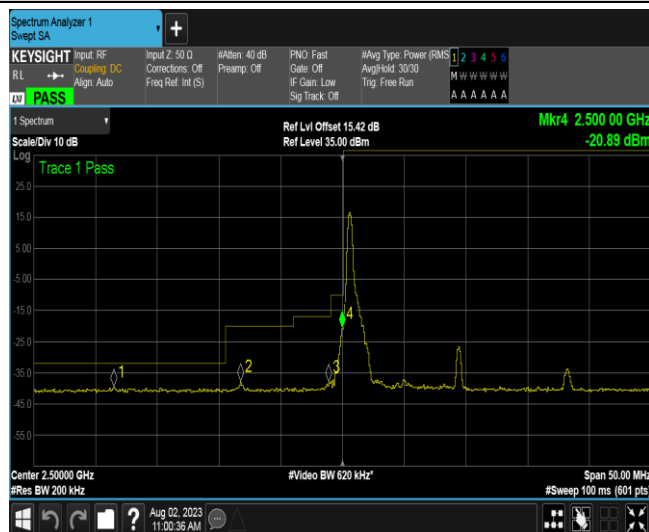 Spectrum Analyzer 1
Swept SA
+
KEYSIGHT Input: RF Input Z: 50 Ω #Atten: 40 dB PNO: Fast #Avg Type: Power (RMS 1 2 3 4 5 6
RL Coupling: DC Corrections: Off Preamp: Off Gate: Off Avg|Hold: 30/30 M W W W W W
Align: Auto Freq Ref: Int (S) IF Gain: Low Trig: Free Run
LXI PASS Sig Track: Off A A A A A A
1 Spectrum Ref Lvl Offset 15.42 dB Mkr4 2.500 00 GHz
Scale/Div 10 dB Ref Level 35.00 dBm -20.89 dBm
Log
Trace 1 Pass
25.0
15.0
5.00
-5.00
-15.0
4
-25.0
1 2 3
-35.0
-45.0
-55.0
Center 2.50000 GHz #Video BW 620 kHz* Span 50.00 MHz
#Res BW 200 kHz #Sweep 100 ms (601 pts)
? Aug 02, 2023
11:00:36 AM